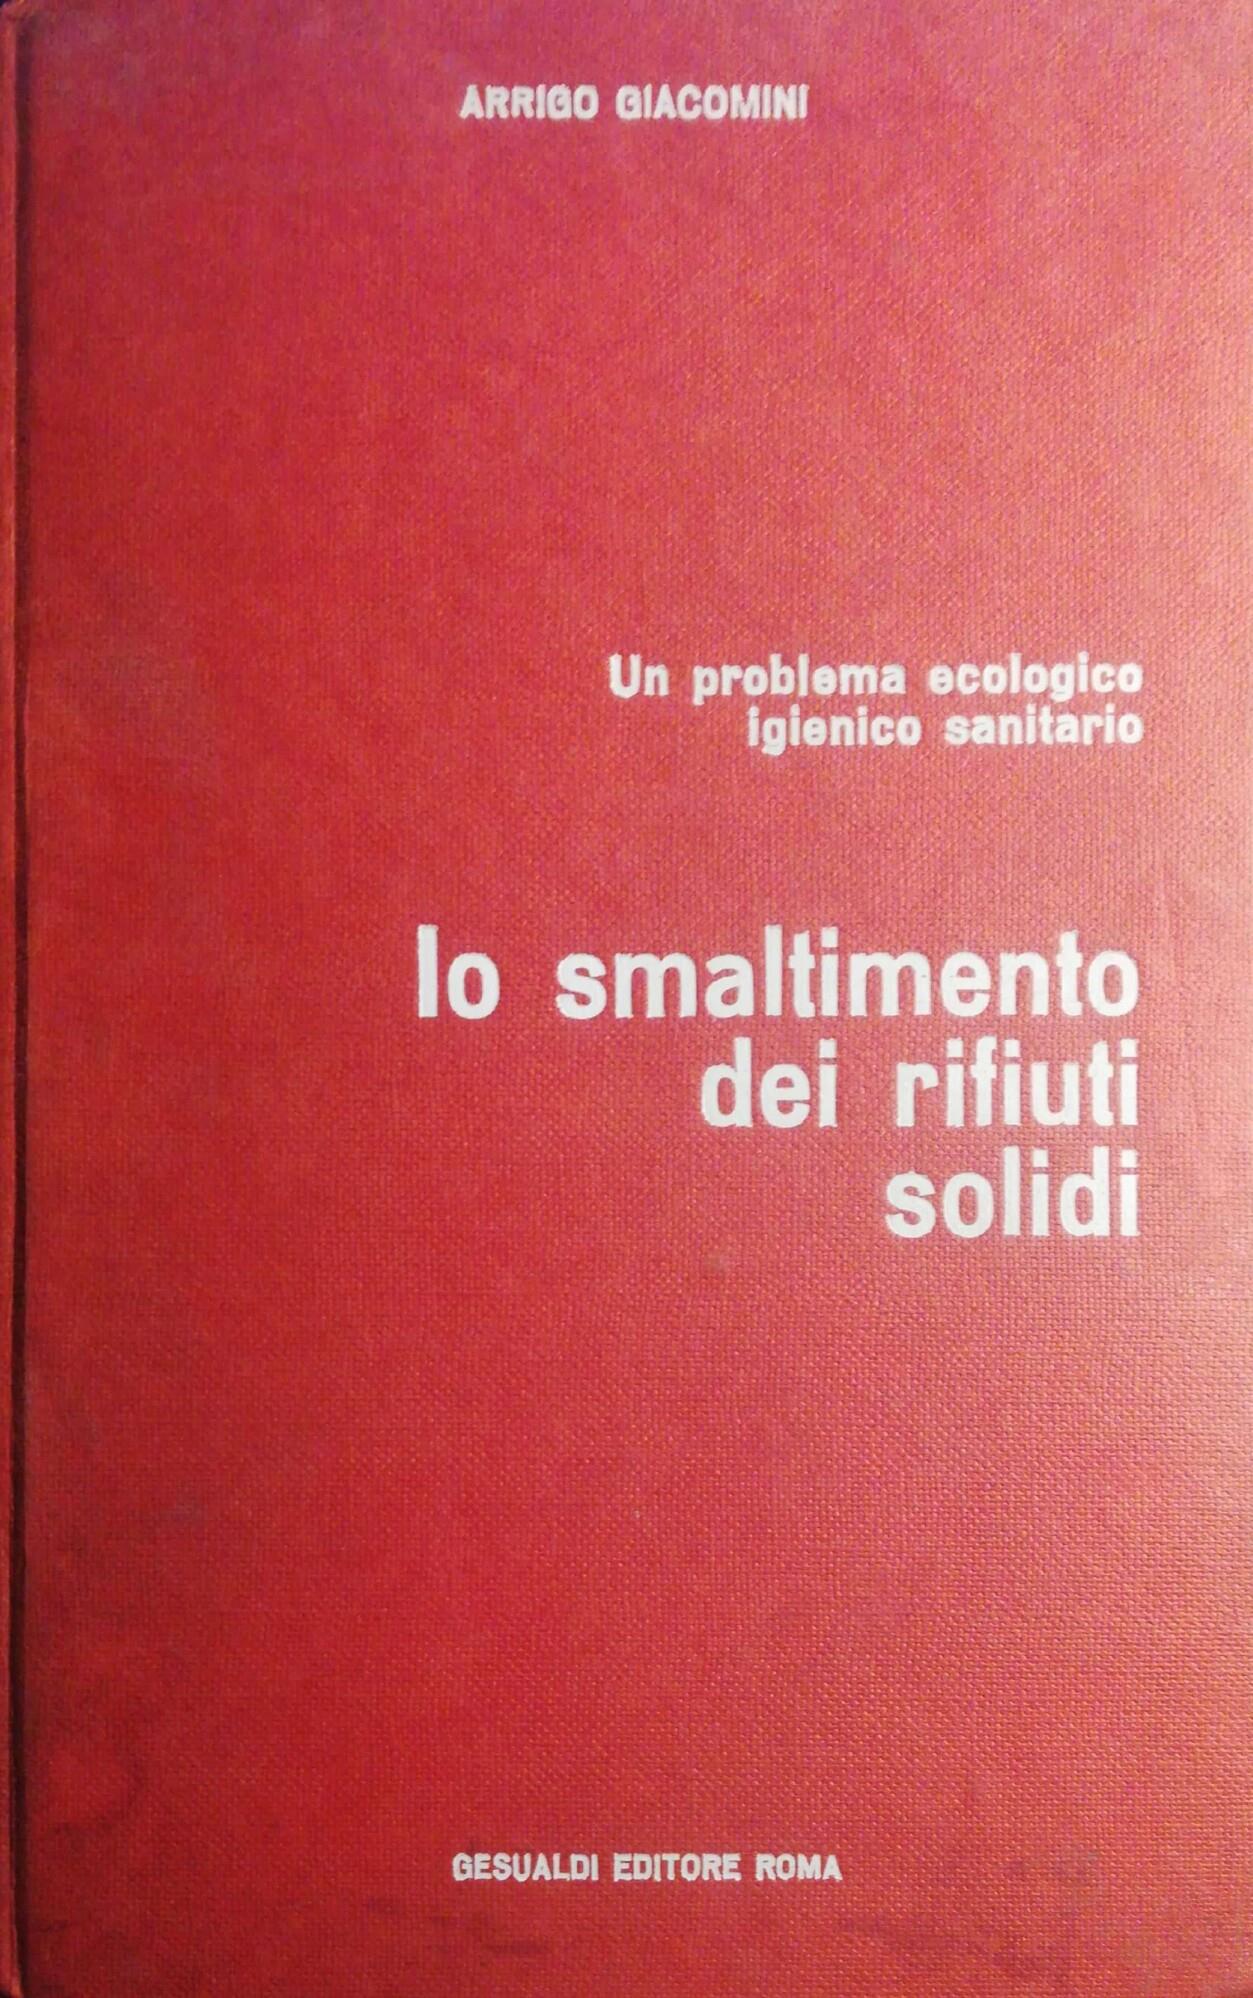 ARRIGO GIACOMINI
Un problema ecologico
igienico sanitario
lo smaltimento
dei rifiuti
solidi
GESUALDI EDITORE ROMA